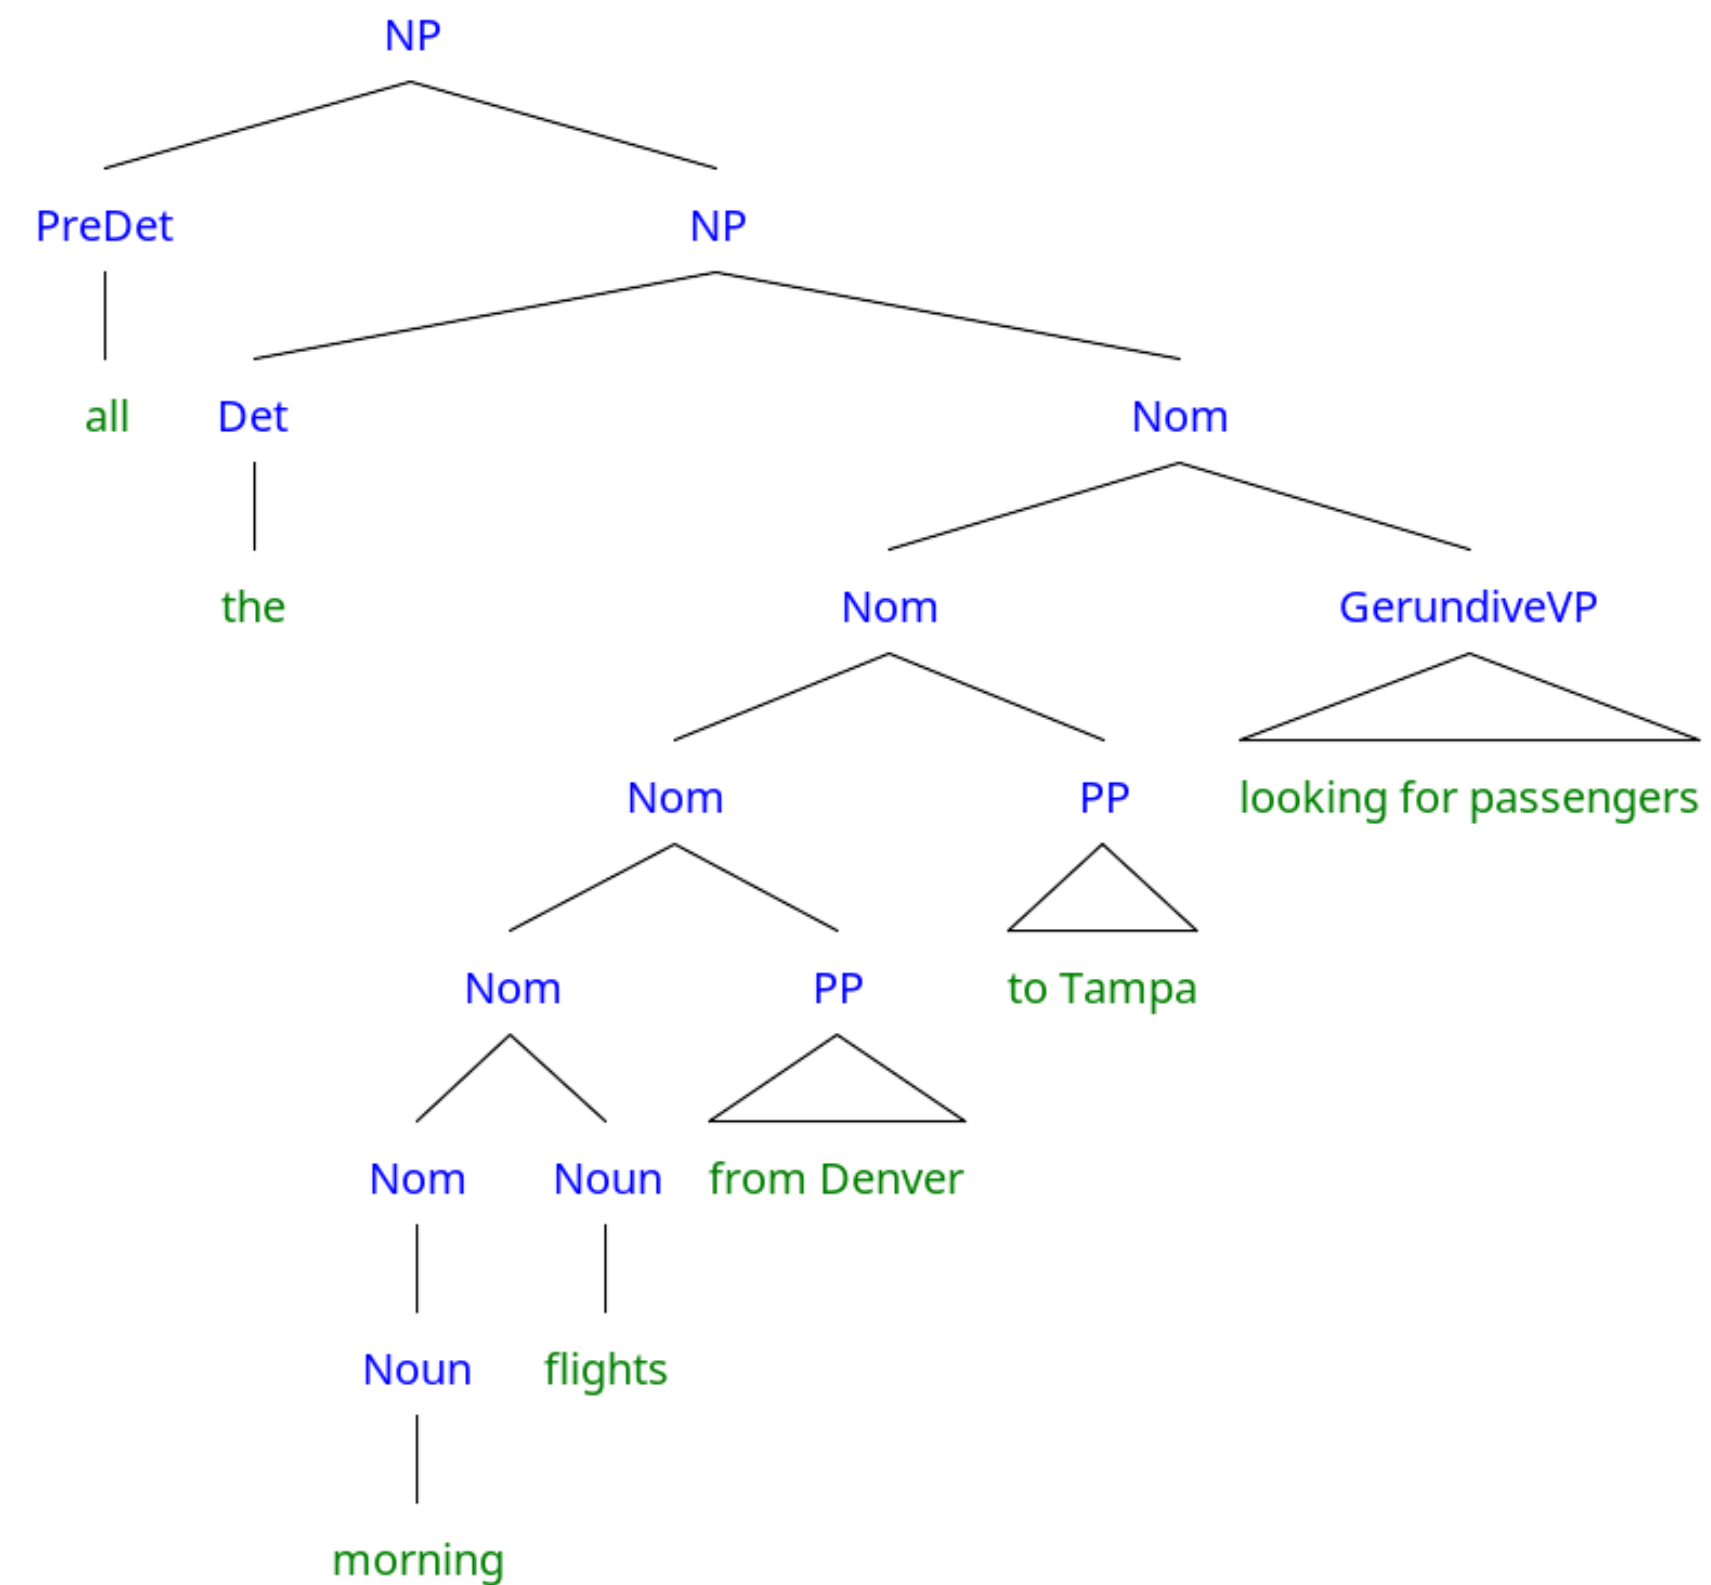 NP
PreDet NP
all Det Nom
the Nom GerundiveVP
Nom PP looking for passengers
Nom PP to Tampa
Nom Noun from Denver
Noun flights
morning